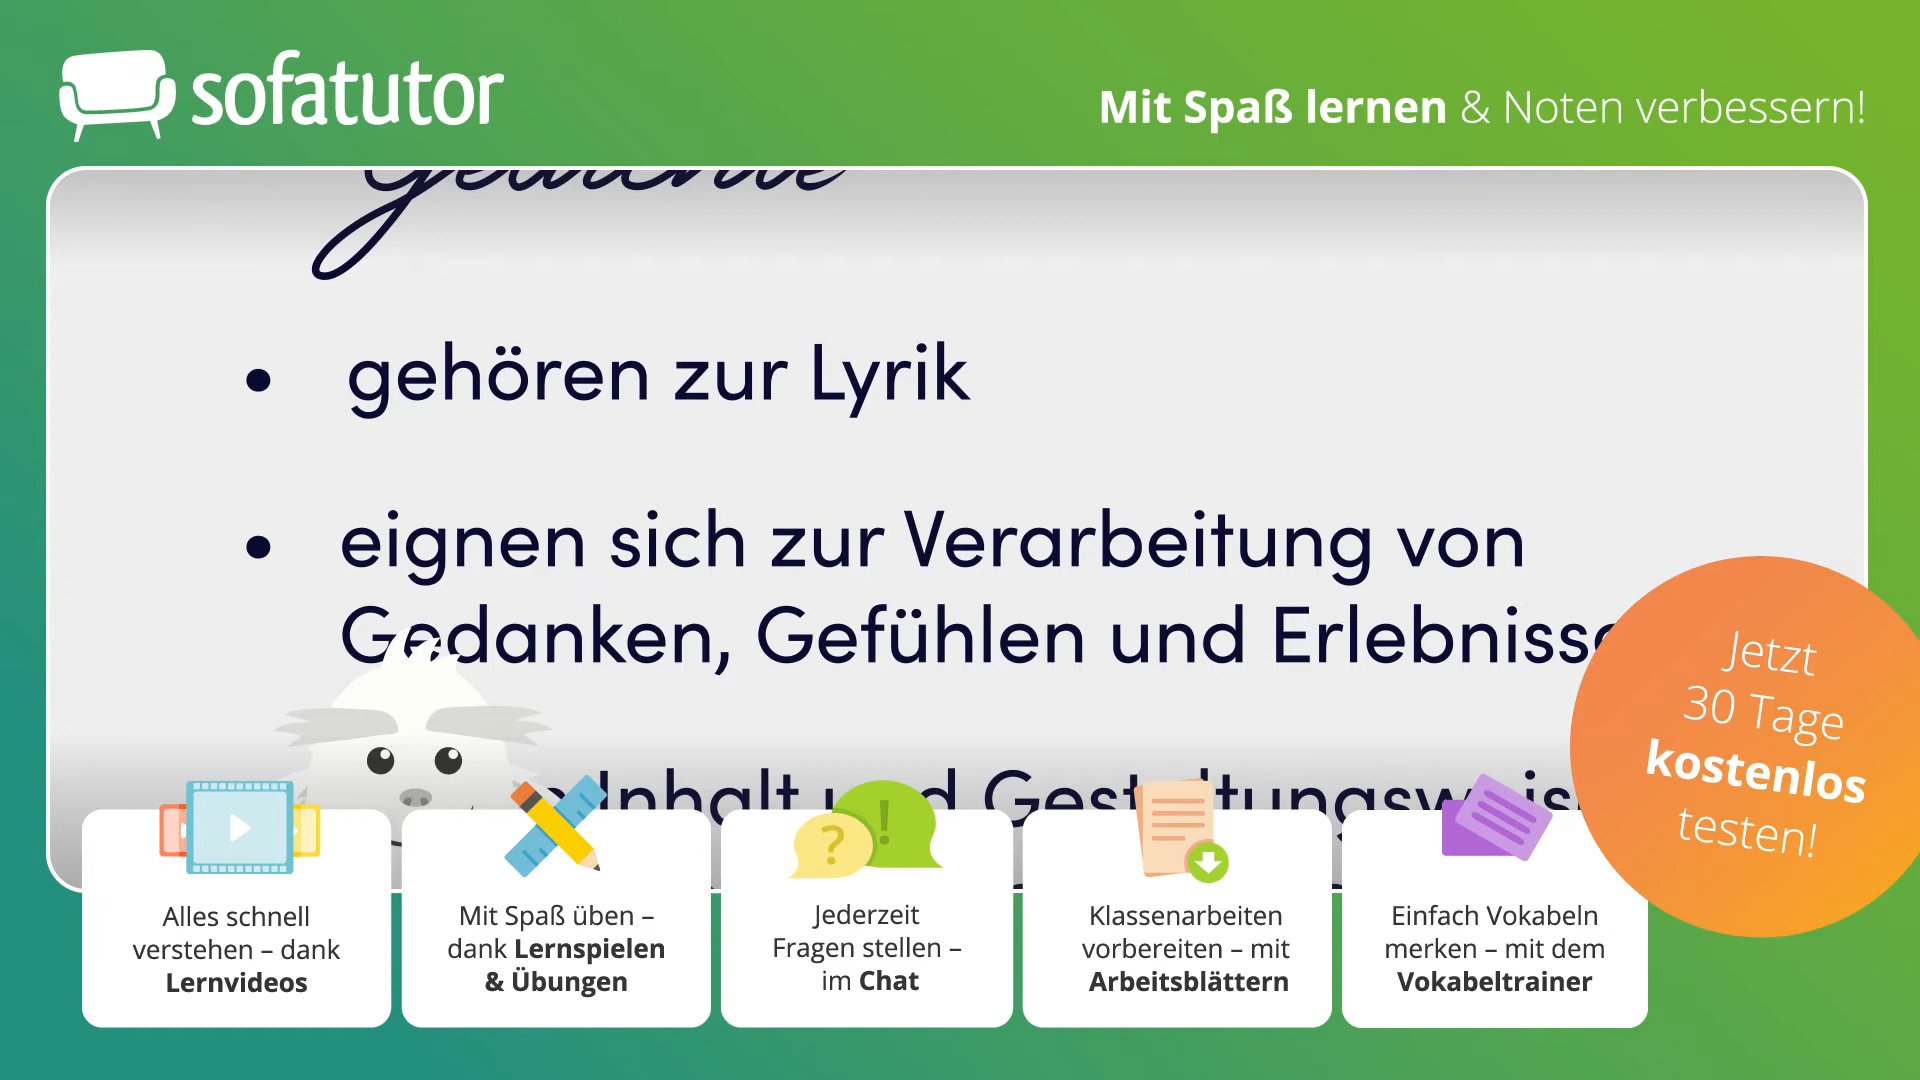 sofatutor
Mit Spaß lernen & Noten verbessern!
• gehören zur Lyrik
• eignen sich zur Verarbeitung von
Gedanken, Gefühlen und
Inhalt und
Jetzt
30 Tage
kostenlos
testen!
Alles schnell
verstehen – dank
Lernvideos
Mit Spaß üben –
dank Lernspielen
& Übungen
? !
Jederzeit
Fragen stellen –
im Chat
Klassenarbeiten
vorbereiten – mit
Arbeitsblättern
Einfach Vokabeln
merken – mit dem
Vokabeltrainer